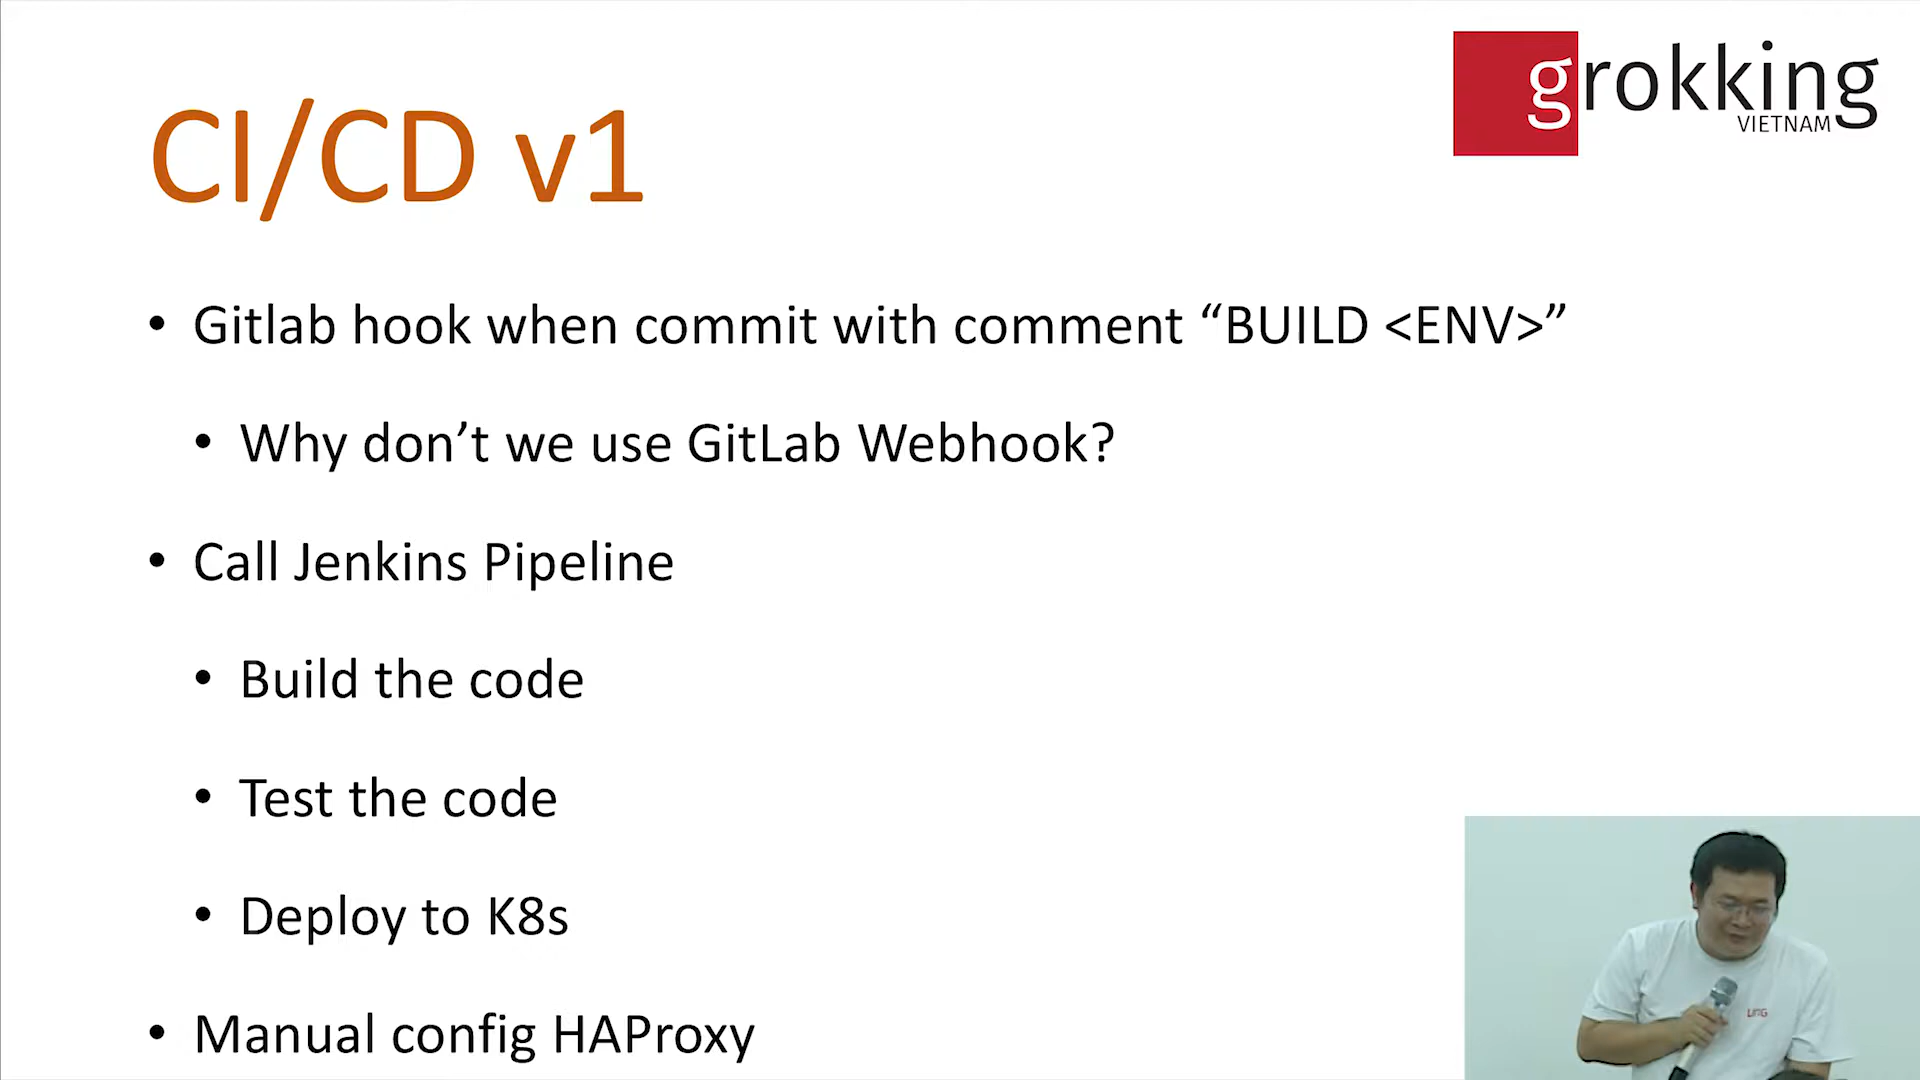 grokking
VIETNAM
CI/CD v1
• Gitlab hook when commit with comment “BUILD <ENV>”
• Why don’t we use GitLab Webhook?
• Call Jenkins Pipeline
• Build the code
• Test the code
• Deploy to K8s
• Manual config HAProxy